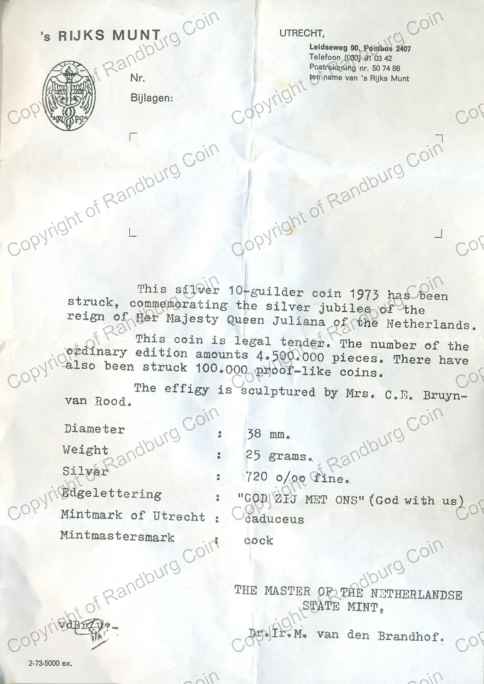 's RIJKS MUNT
UTRECHT,
Leidseweg 90, Postbus 2407
Telefoon (030) 91 03 42
Postrekening nr. 50 74 86
ten name van 's Rijks Munt
Nr.
Bijlagen:
This silver 10-guilder coin 1973 has been
struck, commemorating the silver jubilee of the
reign of Her Majesty Queen Juliana of the Netherlands.
This coin is legal tender. The number of the
ordinary edition amounts 4.500.000 pieces. There have
also been struck 100.000 proof-like coins.
The effigy is sculptured by Mrs. C.E. Bruyn-
van Rood.
Diameter : 38 mm.
Weight : 25 grams.
Silver : 720 o/oo fine.
Edgelettering : "GOD ZIJ MET ONS" (God with us)
Mintmark of Utrecht : caduceus
Mintmastersmark : cock
THE MASTER OF THE NETHERLANDSE
STATE MINT,
Dr.Ir.M. van den Brandhof.
2-73-5000 ex.
Copyright of Randburg Coin